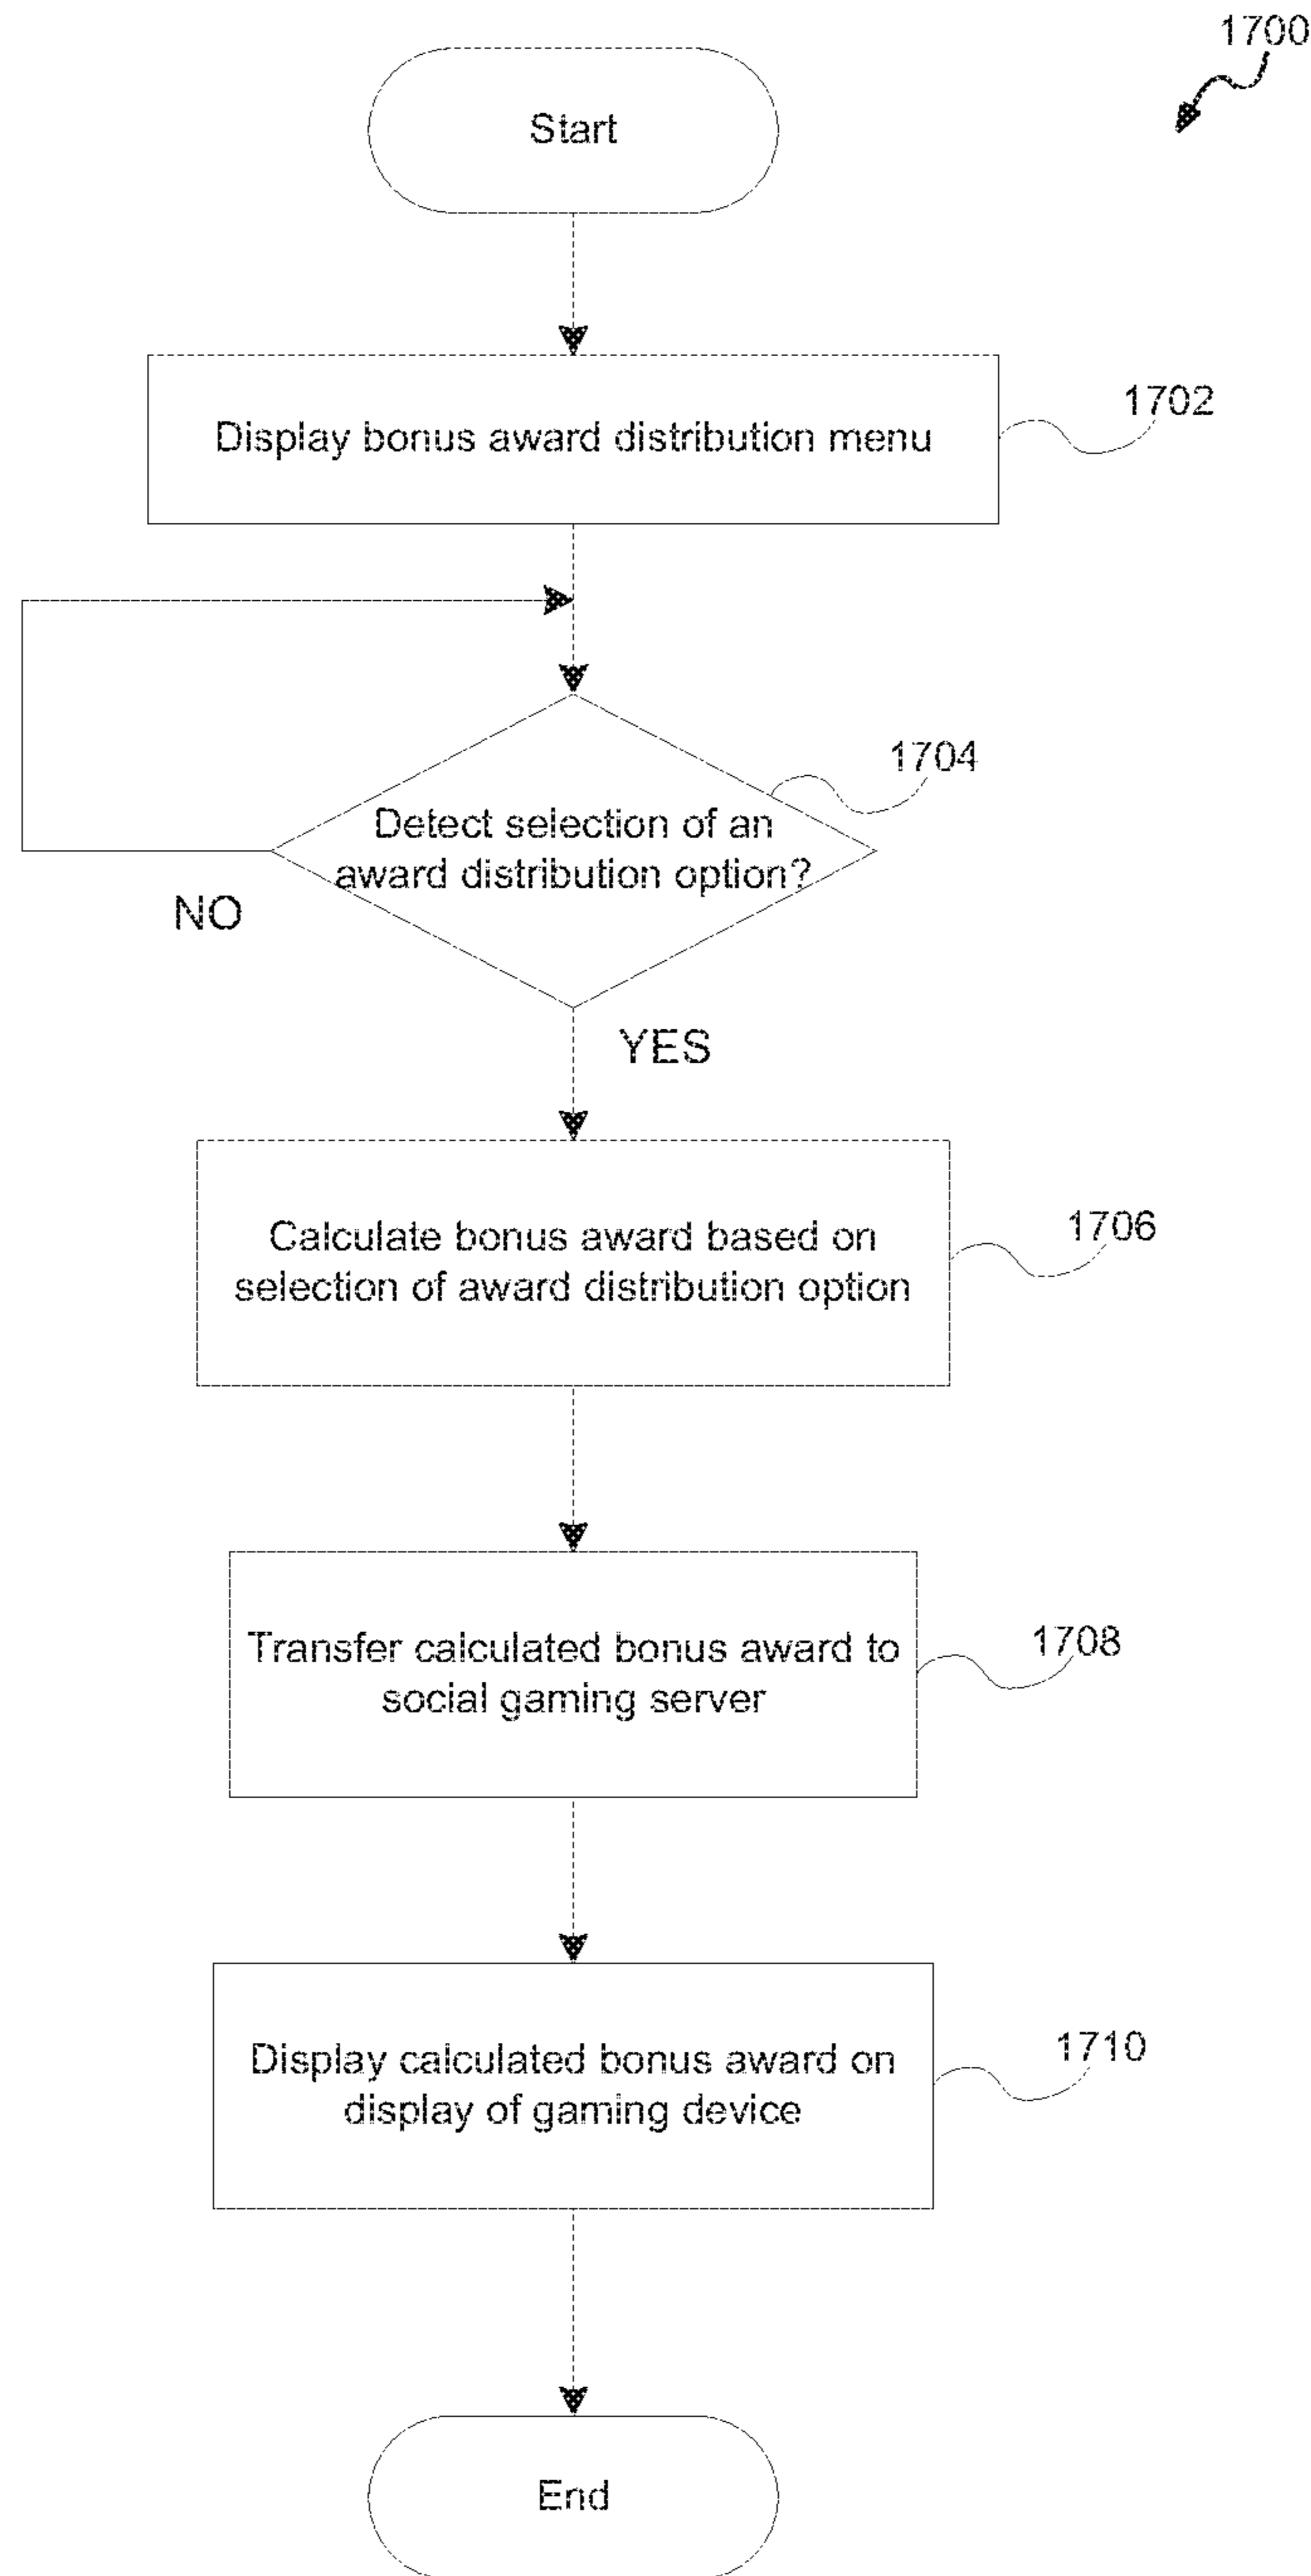 1700
Start
Display bonus award distribution menu
1702
1704
Detect selection of an
award distribution option?
NO
YES
Calculate bonus award based on
selection of award distribution option
1706
Transfer calculated bonus award to
social gaming server
1708
Display calculated bonus award on
display of gaming device
1710
End